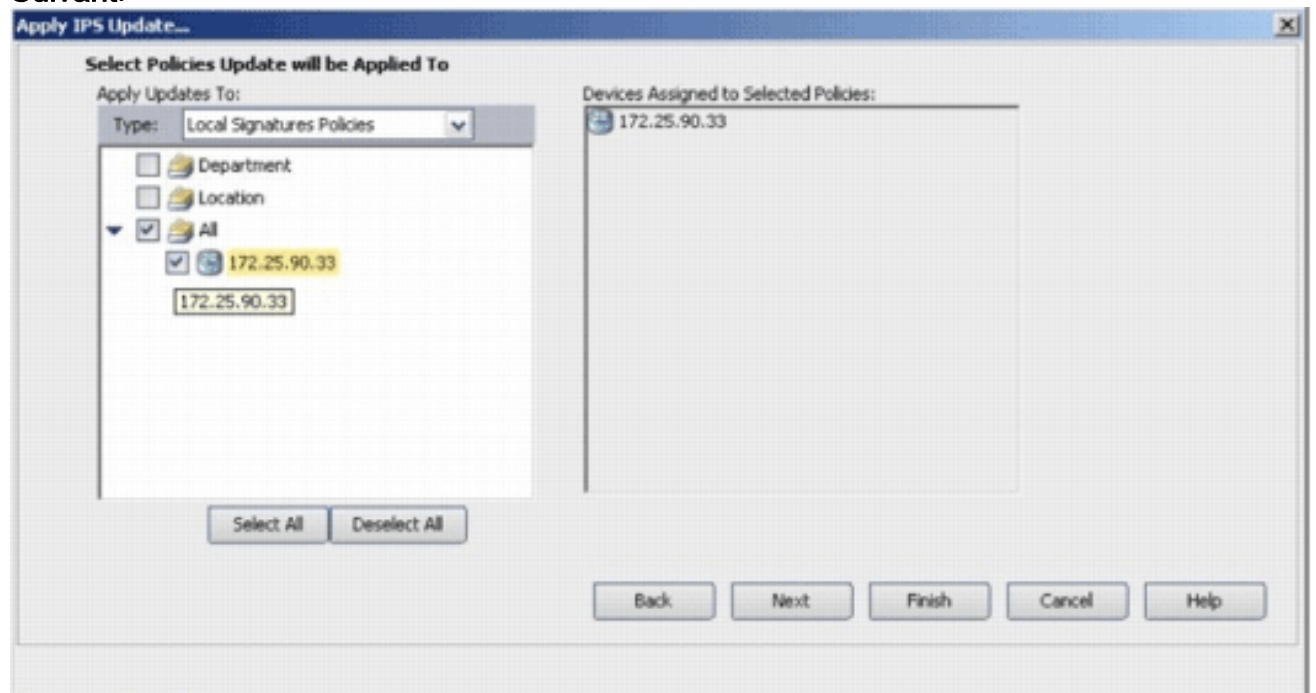 Suivant.
Apply IPS Update...
Select Policies Update will be Applied To
Apply Updates To:
Devices Assigned to Selected Policies:
Type: Local Signatures Policies
172.25.90.33
Department
Location
All
172.25.90.33
172.25.90.33
Select All Deselect All
Back Next Finish Cancel Help